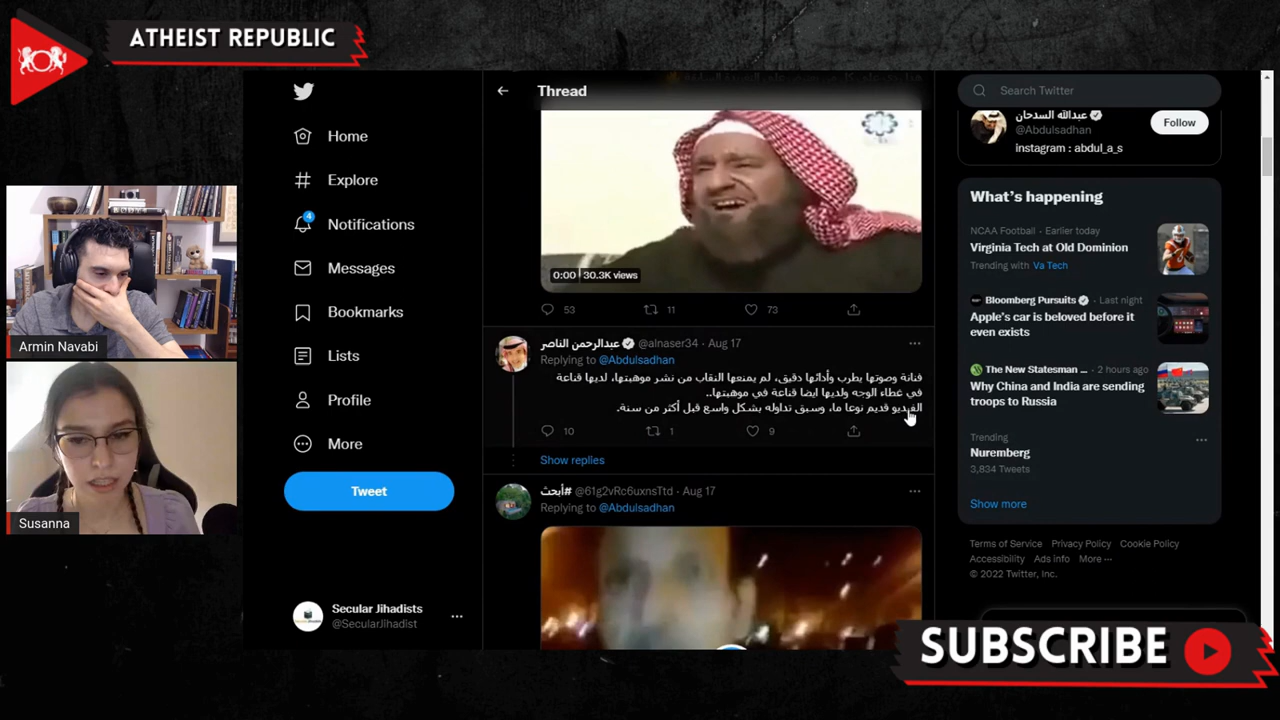 ATHEIST REPUBLIC
Armin Navabi
Susanna
Home
Explore
4
Notifications
Messages
Bookmarks
Lists
Profile
More
Tweet
Secular Jihadists
@SecularJihadist
Thread
0:00 30.3K views
53 11 73
عبدالرحمن الناصر @alnaser34 · Aug 17
Replying to @Abdulsadhan
فنانة وصوتها يطرب وأدائها دقيق، لم يمنعها النقاب من نشر موهبتها، لديها قناعة
في غطاء الوجه ولديها ايضا قناعة في موهبتها..
الفيديو قديم نوعا ما، وسبق تداوله بشكل واسع قبل أكثر من سنة.
10 1 9
Show replies
#أبحث @61g2vRc6uxnsTtd · Aug 17
Replying to @Abdulsadhan
Search Twitter
عبدالله السدحان
@Abdulsadhan
Follow
instagram : abdul_a_s
What's happening
NCAA Football · Earlier today
Virginia Tech at Old Dominion
Trending with Va Tech
Bloomberg Pursuits · Last night
Apple's car is beloved before it
even exists
The New Statesman ... · 2 hours ago
Why China and India are sending
troops to Russia
Trending
Nuremberg
3,834 Tweets
Show more
Terms of Service Privacy Policy Cookie Policy
Accessibility Ads info More ...
© 2022 Twitter, Inc.
SUBSCRIBE